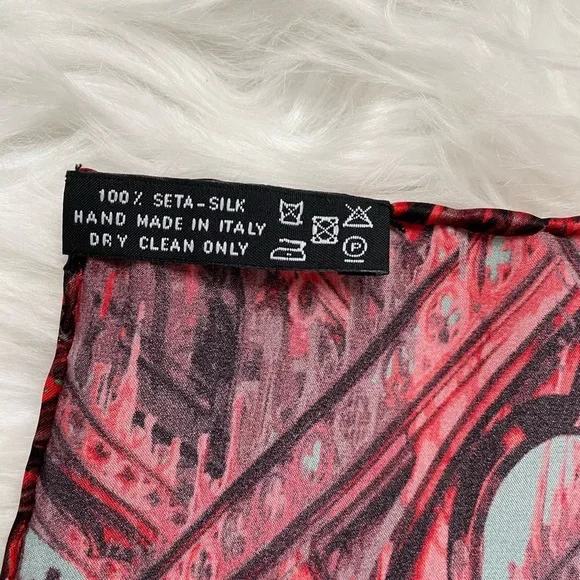 100% SETA-SILK
HAND MADE IN ITALY
DRY CLEAN ONLY
P